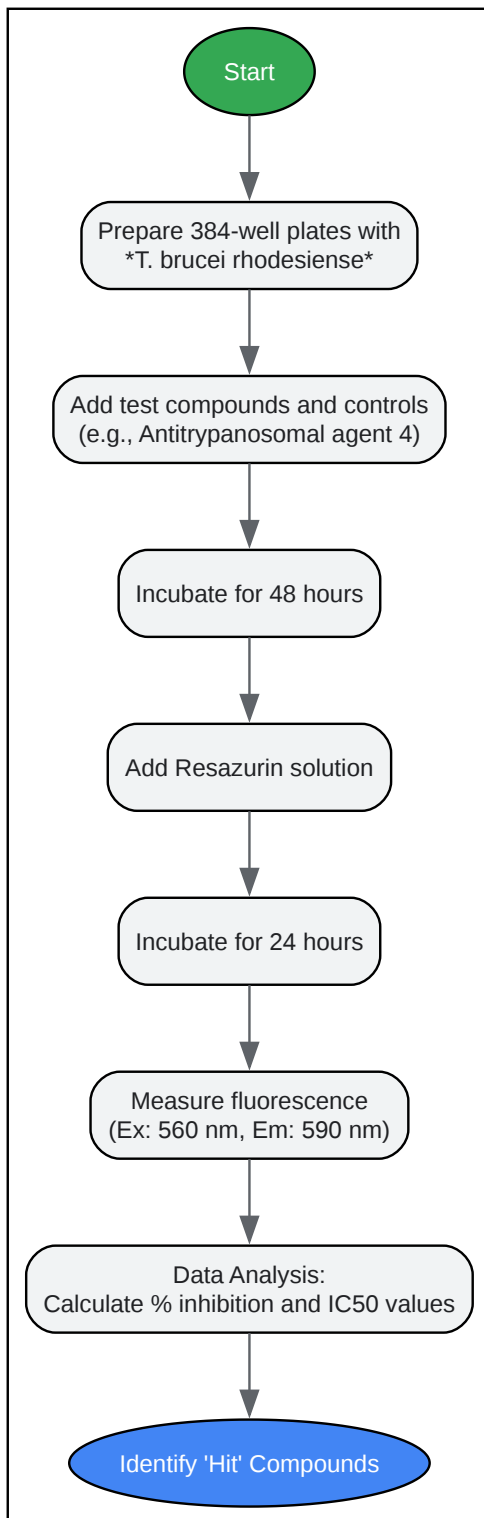 Start
Prepare 384-well plates with
*T. brucei rhodesiense*
Add test compounds and controls
(e.g., Antitrypanosomal agent 4)
Incubate for 48 hours
Add Resazurin solution
Incubate for 24 hours
Measure fluorescence
(Ex: 560 nm, Em: 590 nm)
Data Analysis:
Calculate % inhibition and IC50 values
Identify 'Hit' Compounds